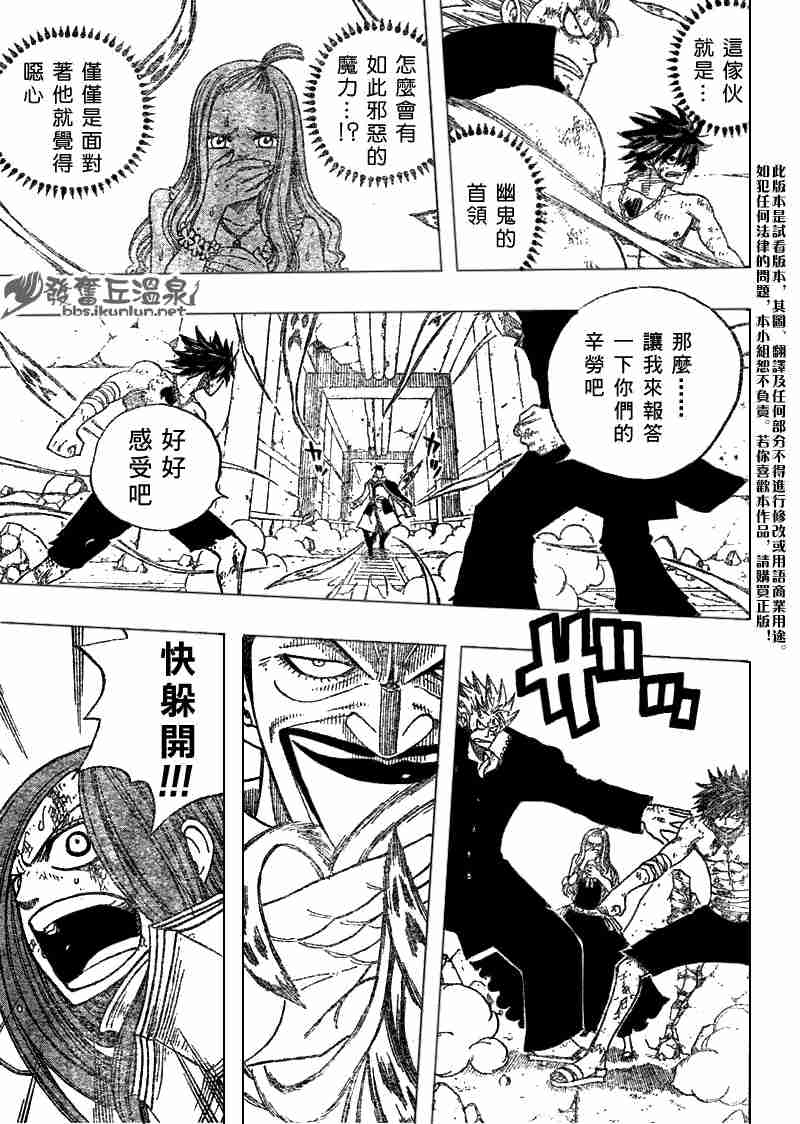 這傢伙
就是…
幽鬼的
首領
怎麼會有
如此邪惡的
魔力…!?
僅僅是面對
著他就覺得
噁心
發奮丘溫泉
bbs.ikunlun.net
那麼……
讓我來報答
一下你們的
辛勞吧
好好
感受吧
ゴ"
ザッ
快躲開!!!
此版本是試看版本，其圖、翻譯及任何部分不得進行修改或用語商業用途。
如犯任何法律的問題，本小組恕不負責。若你喜歡本作品，請購買正版！